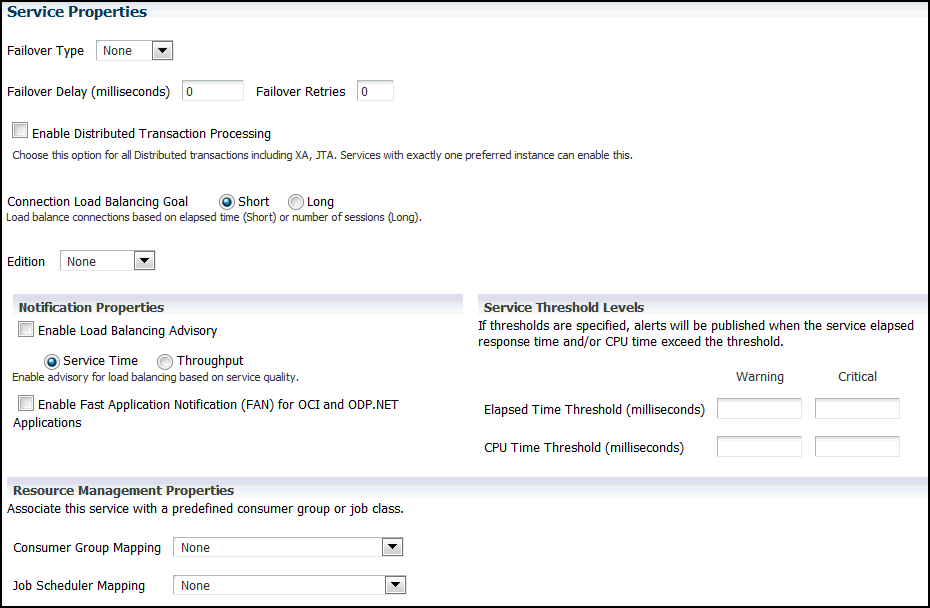 Service Properties
Failover Type None
Failover Delay (milliseconds) 0 Failover Retries 0
Enable Distributed Transaction Processing
Choose this option for all Distributed transactions including XA, JTA. Services with exactly one preferred instance can enable this.
Connection Load Balancing Goal Short Long
Load balance connections based on elapsed time (Short) or number of sessions (Long).
Edition None
Notification Properties
Enable Load Balancing Advisory
Service Time Throughput
Enable advisory for load balancing based on service quality.
Enable Fast Application Notification (FAN) for OCI and ODP.NET
Applications
Service Threshold Levels
If thresholds are specified, alerts will be published when the service elapsed
response time and/or CPU time exceed the threshold.
Warning Critical
Elapsed Time Threshold (milliseconds)
CPU Time Threshold (milliseconds)
Resource Management Properties
Associate this service with a predefined consumer group or job class.
Consumer Group Mapping None
Job Scheduler Mapping None